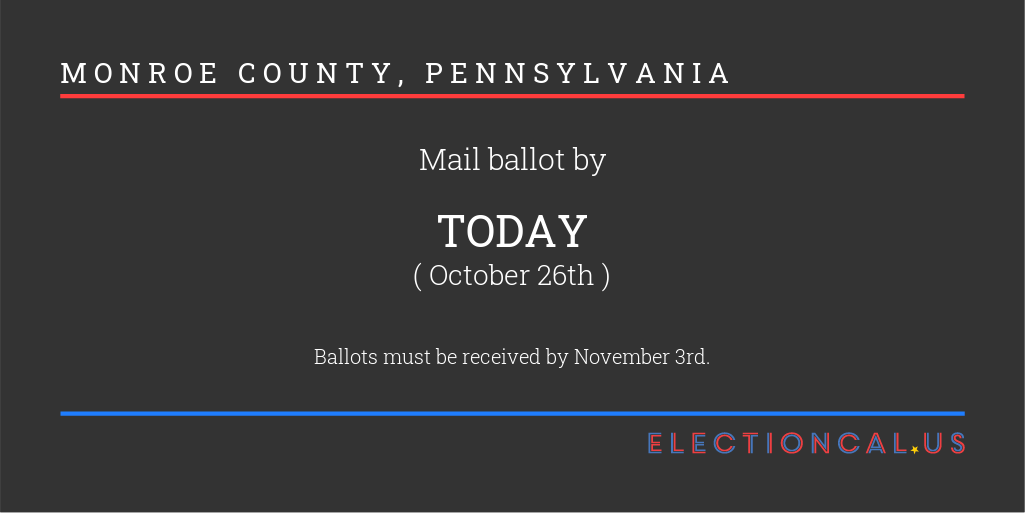 MONROE COUNTY, PENNSYLVANIA
Mail ballot by
TODAY
( October 26th )
Ballots must be received by November 3rd.
ELECTIONCAL.US